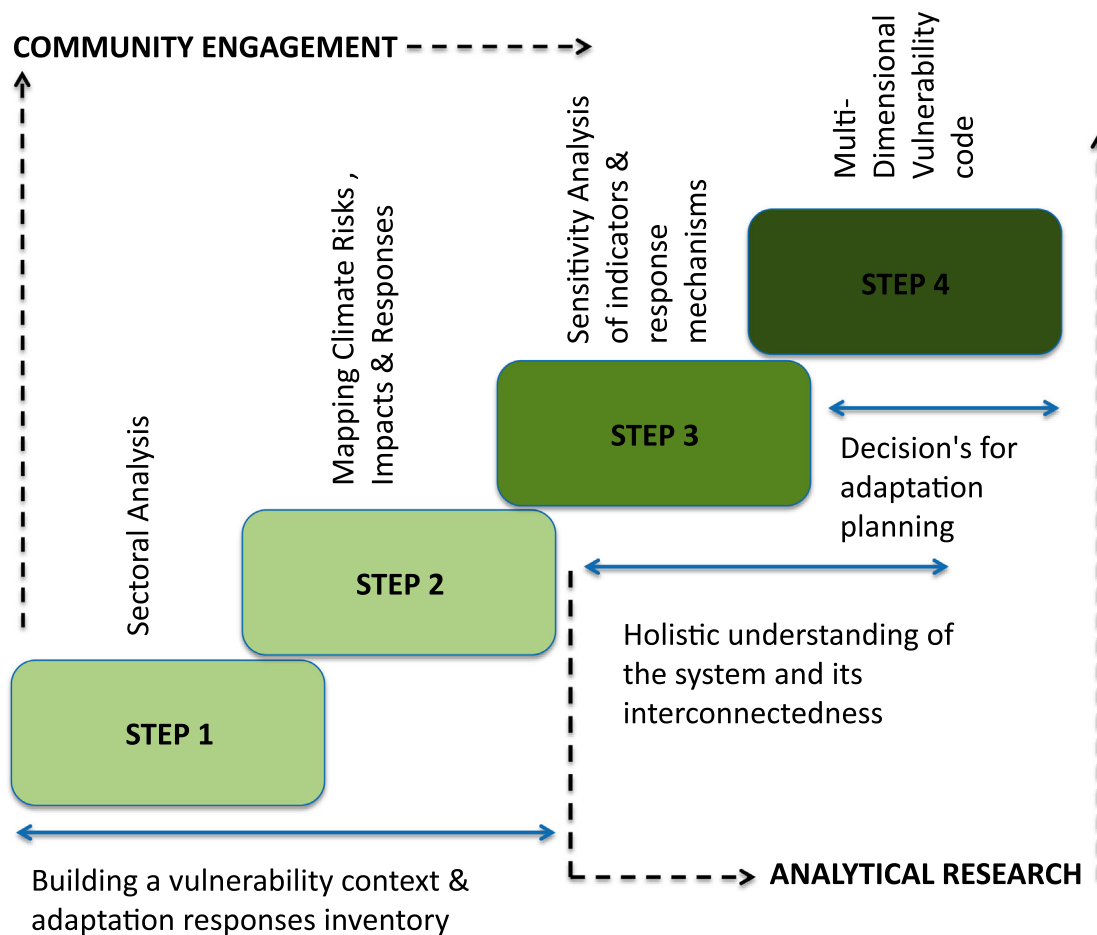 COMMUNITY ENGAGEMENT
Sectoral Analysis
STEP 1
Building a vulnerability context &
adaptation responses inventory
Mapping Climate Risks ,
Impacts & Responses
STEP 2
Sensitivity Analysis
of indicators &
response
mechanisms
STEP 3
Holistic understanding of
the system and its
interconnectedness
Multi-
Dimensional
Vulnerability
code
STEP 4
Decision's for
adaptation
planning
ANALYTICAL RESEARCH